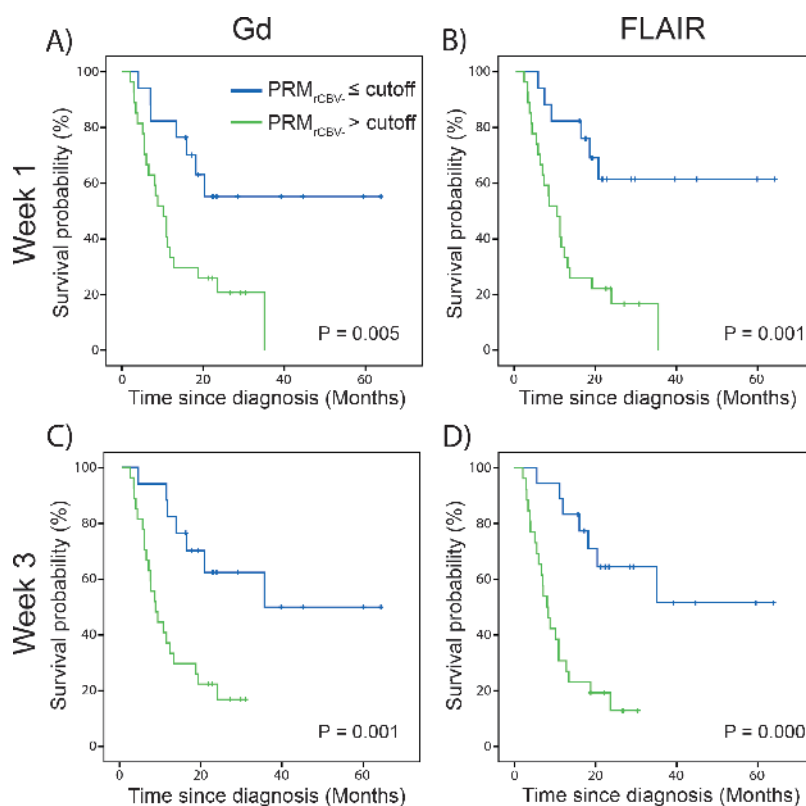 Gd
FLAIR
Week 1
Week 3
A)
Survival probability (%)
100
80
60
40
20
0
PRM rCBV- ≤ cutoff
PRM rCBV- > cutoff
P = 0.005
0 20 40 60
Time since diagnosis (Months)
B)
Survival probability (%)
100
80
60
40
20
0
P = 0.001
0 20 40 60
Time since diagnosis (Months)
C)
Survival probability (%)
100
80
60
40
20
0
P = 0.001
0 20 40 60
Time since diagnosis (Months)
D)
Survival probability (%)
100
80
60
40
20
0
P = 0.000
0 20 40 60
Time since diagnosis (Months)